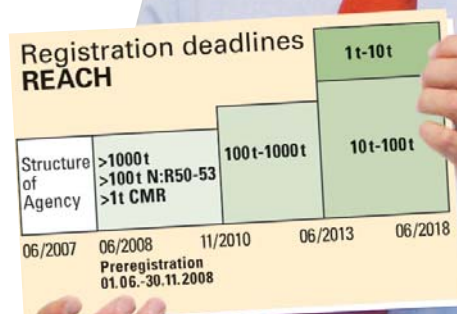 Registration deadlines
REACH
1t-10t
Structure
of
Agency
>1000t
>100t N:R50-53
>1t CMR
100t-1000t
10t-100t
06/2007
06/2008
11/2010
06/2013
06/2018
Preregistration
01.06.-30.11.2008